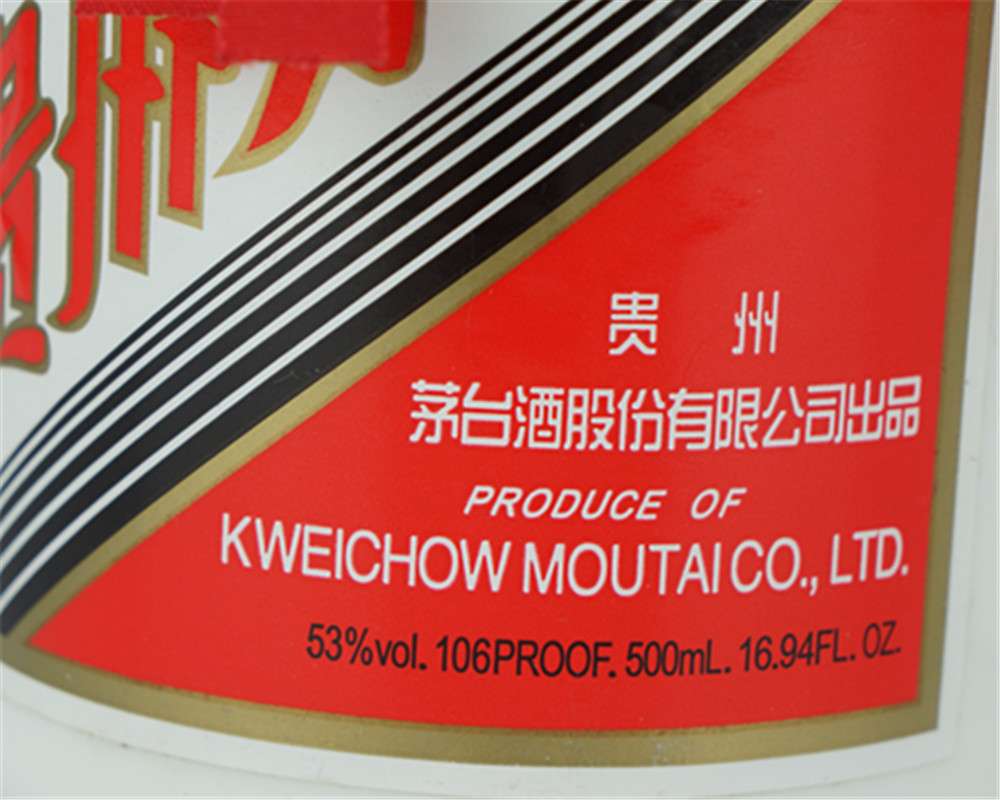 贵州
茅台酒股份有限公司出品
PRODUCE OF
KWEICHOW MOUTAI CO., LTD.
53%vol. 106PROOF. 500mL. 16.94FL. OZ.